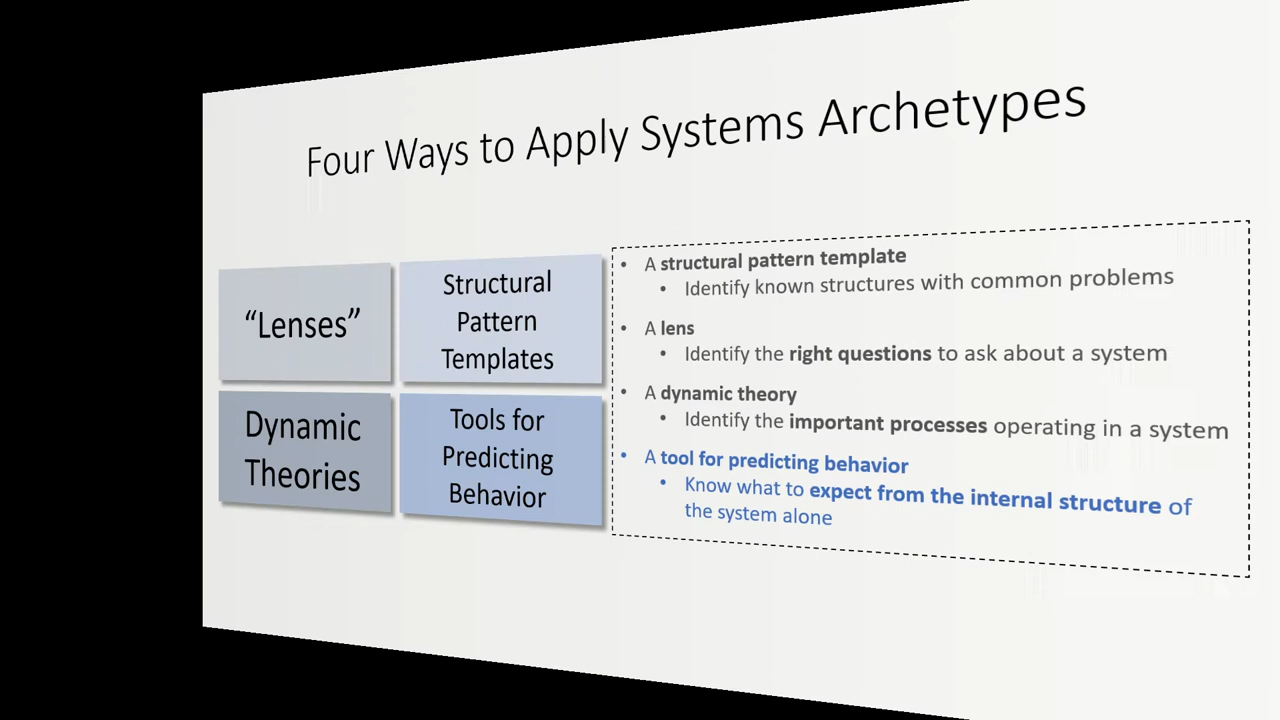 Four Ways to Apply Systems Archetypes
“Lenses”
Structural
Pattern
Templates
Dynamic
Theories
Tools for
Predicting
Behavior
• A structural pattern template
• Identify known structures with common problems
• A lens
• Identify the right questions to ask about a system
• A dynamic theory
• Identify the important processes operating in a system
• A tool for predicting behavior
• Know what to expect from the internal structure of
the system alone